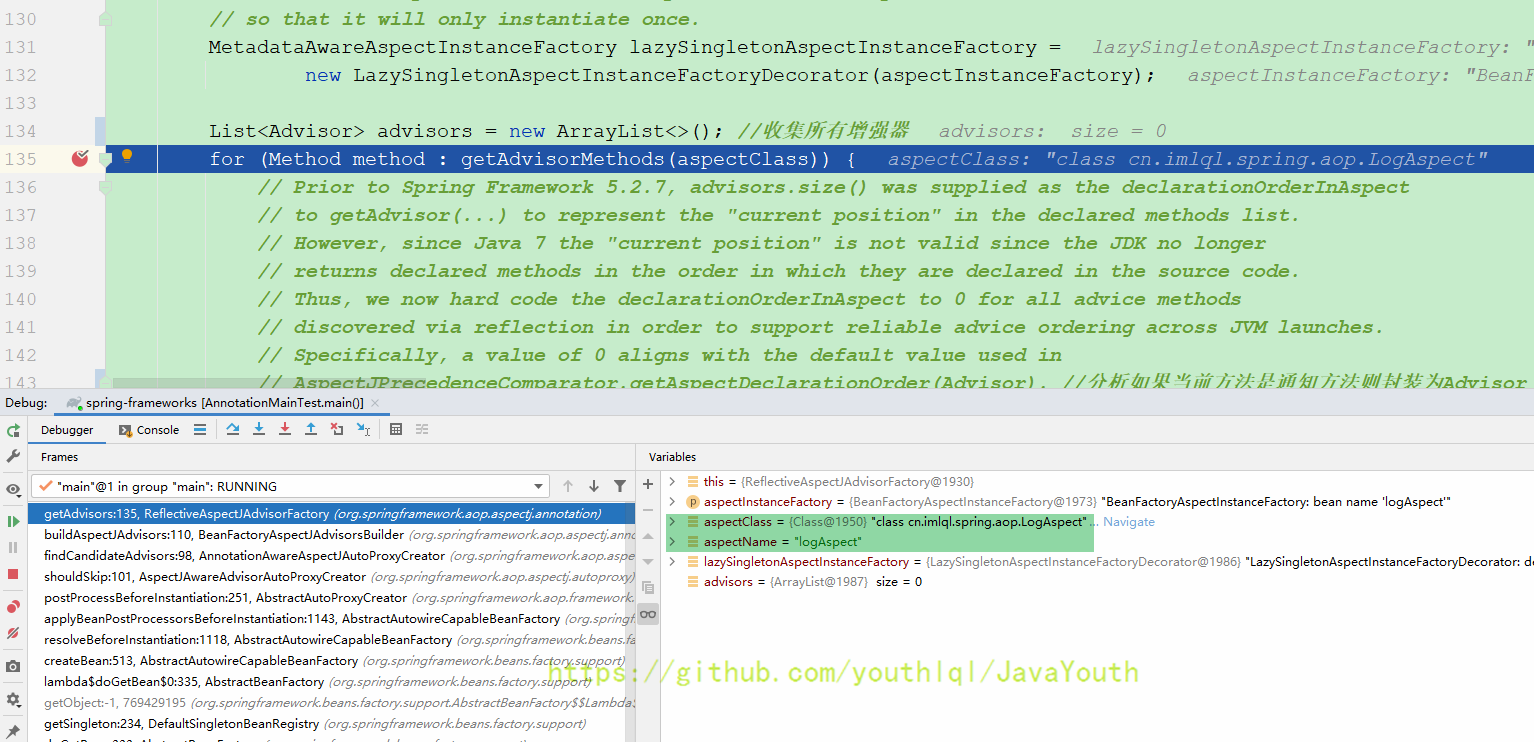 130 // so that it will only instantiate once.
131 MetadataAwareAspectInstanceFactory lazySingletonAspectInstanceFactory = lazySingletonAspectInstanceFactory: "
132 new LazySingletonAspectInstanceFactoryDecorator(aspectInstanceFactory); aspectInstanceFactory: "BeanF
133
134 List<Advisor> advisors = new ArrayList<>(); //收集所有增强器 advisors: size = 0
135 for (Method method : getAdvisorMethods(aspectClass)) { aspectClass: "class cn.imlql.spring.aop.LogAspect"
136 // Prior to Spring Framework 5.2.7, advisors.size() was supplied as the declarationOrderInAspect
137 // to getAdvisor(...) to represent the "current position" in the declared methods list.
138 // However, since Java 7 the "current position" is not valid since the JDK no longer
139 // returns declared methods in the order in which they are declared in the source code.
140 // Thus, we now hard code the declarationOrderInAspect to 0 for all advice methods
141 // discovered via reflection in order to support reliable advice ordering across JVM launches.
142 // Specifically, a value of 0 aligns with the default value used in
143 // AspectJPrecedenceComparator.getAspectDeclarationOrder(Advisor). //分析如果当前方法是通知方法则封装为Advisor
Debug: spring-frameworks [AnnotationMainTest.main()]
Debugger Console
Frames
"main"@1 in group "main": RUNNING
getAdvisors:135, ReflectiveAspectJAdvisorFactory (org.springframework.aop.aspectj.annotation)
buildAspectJAdvisors:110, BeanFactoryAspectJAdvisorsBuilder (org.springframework.aop.aspectj.anno
findCandidateAdvisors:98, AnnotationAwareAspectJAutoProxyCreator (org.springframework.aop.aspe
shouldSkip:101, AspectJAwareAdvisorAutoProxyCreator (org.springframework.aop.aspectj.autoproxy)
postProcessBeforeInstantiation:251, AbstractAutoProxyCreator (org.springframework.aop.framework.
applyBeanPostProcessorsBeforeInstantiation:1143, AbstractAutowireCapableBeanFactory (org.springf
resolveBeforeInstantiation:1118, AbstractAutowireCapableBeanFactory (org.springframework.beans.fa
createBean:513, AbstractAutowireCapableBeanFactory (org.springframework.beans.factory.support)
lambda$doGetBean$0:335, AbstractBeanFactory (org.springframework.beans.factory.support)
getObject:-1, 769429195 (org.springframework.beans.factory.support.AbstractBeanFactory$$Lambda$
getSingleton:234, DefaultSingletonBeanRegistry (org.springframework.beans.factory.support)
Variables
this = {ReflectiveAspectJAdvisorFactory@1930}
aspectInstanceFactory = {BeanFactoryAspectInstanceFactory@1973} "BeanFactoryAspectInstanceFactory: bean name 'logAspect'"
aspectClass = {Class@1950} "class cn.imlql.spring.aop.LogAspect" ... Navigate
aspectName = "logAspect"
lazySingletonAspectInstanceFactory = {LazySingletonAspectInstanceFactoryDecorator@1986} "LazySingletonAspectInstanceFactoryDecorator: de
advisors = {ArrayList@1987} size = 0
https://github.com/youthlql/JavaYouth